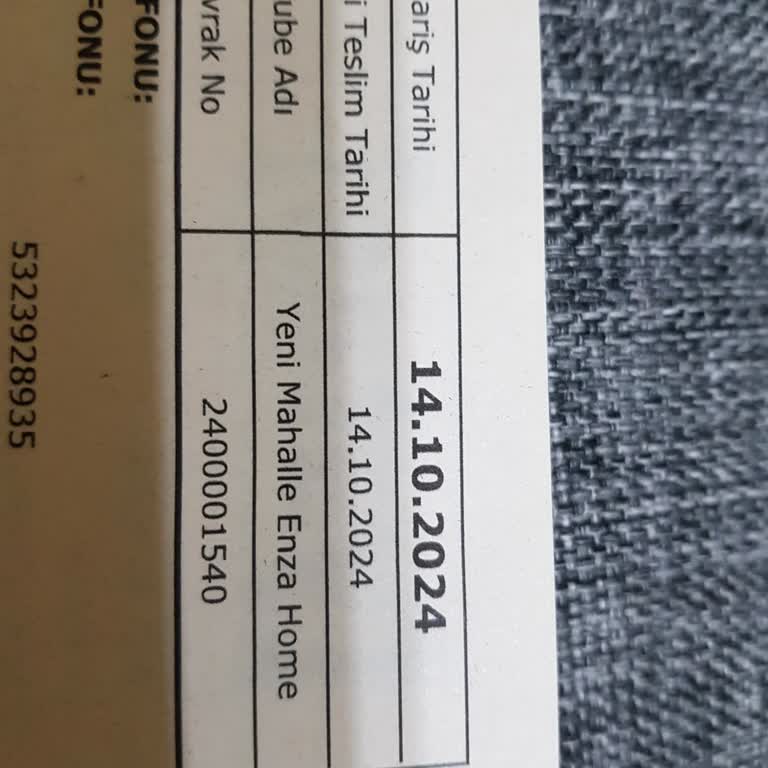 ariş Tarihi 14.10.2024
i Teslim Tarihi 14.10.2024
ube Adı Yeni Mahalle Enza Home
vrak No 2400001540
FONU:
FONU:
5323928935